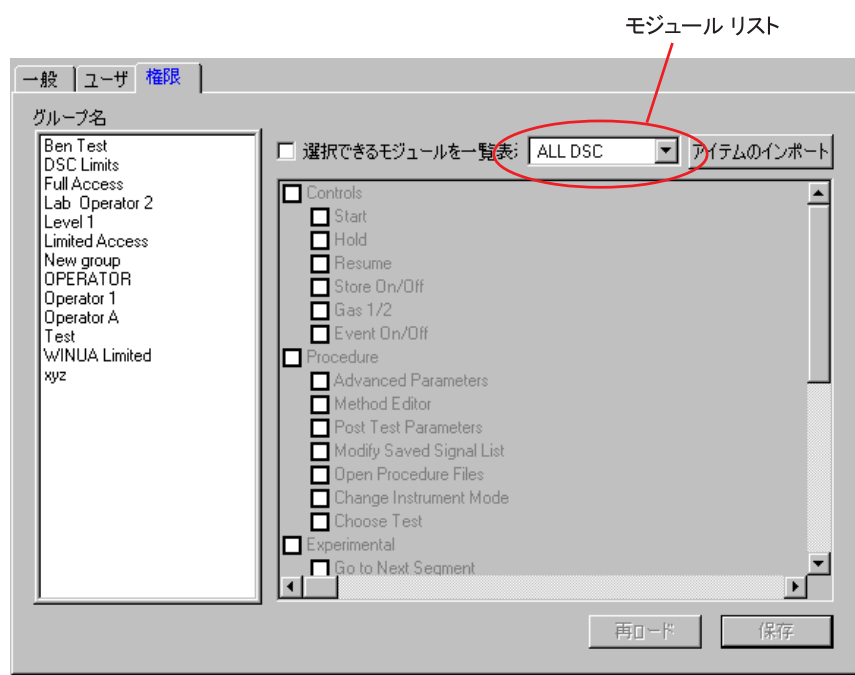 モジュール リスト
一般 ユーザ 権限
グループ名
Ben Test
DSC Limits
Full Access
Lab Operator 2
Level 1
Limited Access
New group
OPERATOR
Operator 1
Operator A
Test
WINUA Limited
xyz
選択できるモジュールを一覧表: ALL DSC アイテムのインポート
Controls
Start
Hold
Resume
Store On/Off
Gas 1/2
Event On/Off
Procedure
Advanced Parameters
Method Editor
Post Test Parameters
Modify Saved Signal List
Open Procedure Files
Change Instrument Mode
Choose Test
Experimental
Go to Next Segment
再ロード 保存